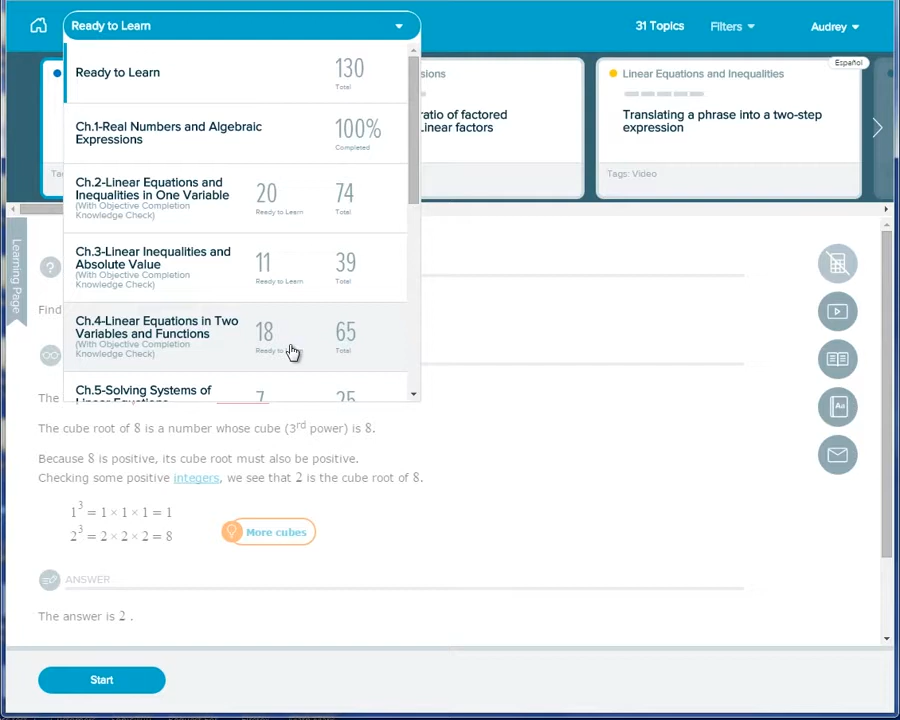 Ready to Learn
31 Topics
Filters
Audrey
Español
Ready to Learn
130
Total
Ch.1-Real Numbers and Algebraic
Expressions
100%
Completed
Ch.2-Linear Equations and
Inequalities in One Variable
(With Objective Completion
Knowledge Check)
20
Ready to Learn
74
Total
Ch.3-Linear Inequalities and
Absolute Value
(With Objective Completion
Knowledge Check)
11
Ready to Learn
39
Total
Ch.4-Linear Equations in Two
Variables and Functions
(With Objective Completion
Knowledge Check)
18
Ready to
65
Total
Ch.5-Solving Systems of
Linear Equations
7
25
ratio of factored
Linear factors
Linear Equations and Inequalities
Translating a phrase into a two-step
expression
Tags: Video
Learning Page
Find
The
The cube root of 8 is a number whose cube (3rd power) is 8.
Because 8 is positive, its cube root must also be positive.
Checking some positive integers, we see that 2 is the cube root of 8.
1³ = 1 × 1 × 1 = 1
2³ = 2 × 2 × 2 = 8
More cubes
ANSWER
The answer is 2 .
Start